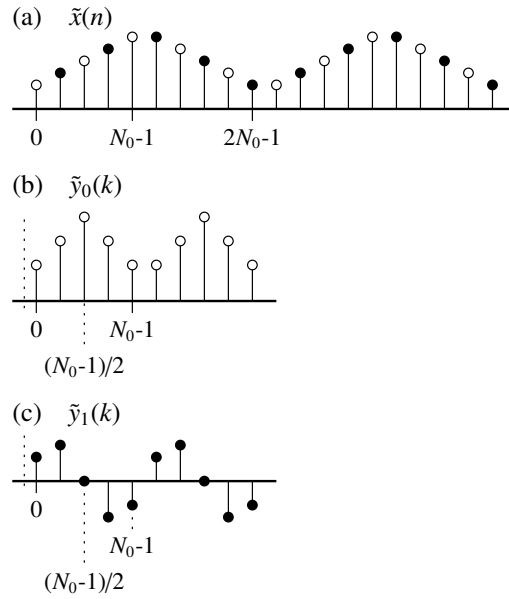 (a) x̃(n)
0 N₀-1 2N₀-1
(b) ỹ₀(k)
0 N₀-1
(N₀-1)/2
(c) ỹ₁(k)
0 N₀-1
(N₀-1)/2